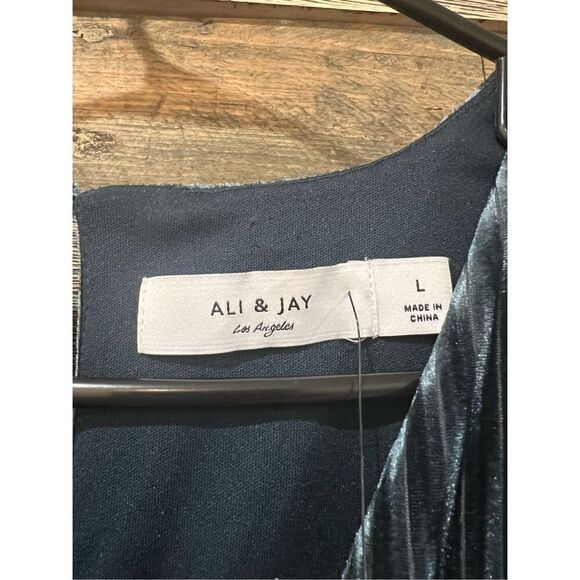 ALI & JAY
Los Angeles
L
MADE IN
CHINA